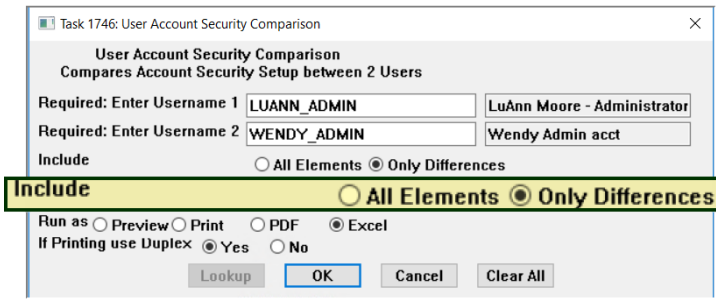 Task 1746: User Account Security Comparison
User Account Security Comparison
Compares Account Security Setup between 2 Users
Required: Enter Username 1 LUANN_ADMIN LuAnn Moore - Administrator
Required: Enter Username 2 WENDY_ADMIN Wendy Admin acct
Include All Elements Only Differences
Include All Elements Only Differences
Run as Preview Print PDF Excel
If Printing use Duplex Yes No
Lookup OK Cancel Clear All